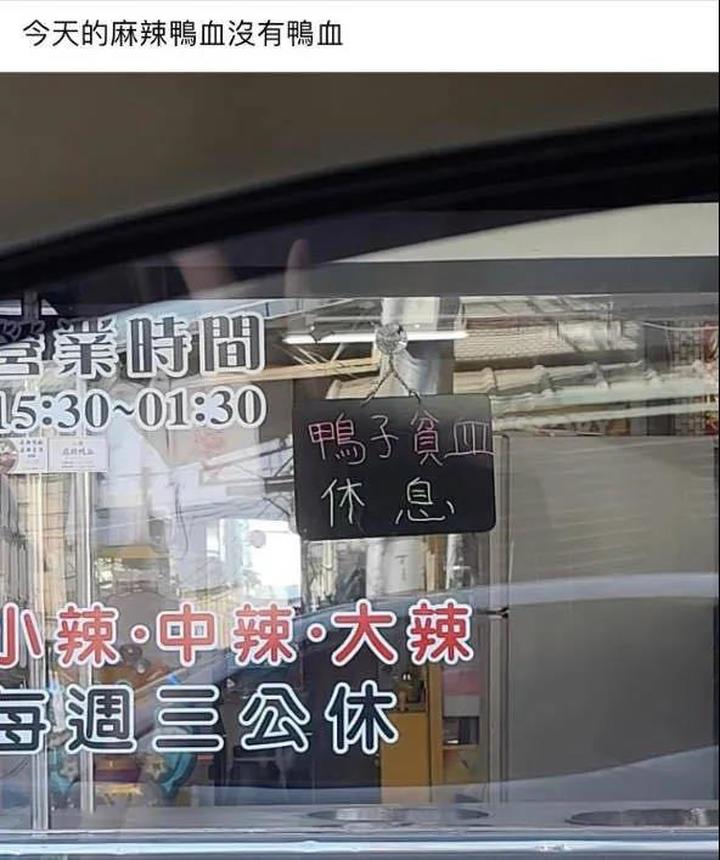 今天的麻辣鴨血沒有鴨血
營業時間
15:30~01:30
鴨子貧血
休息
小辣·中辣·大辣
每週三公休